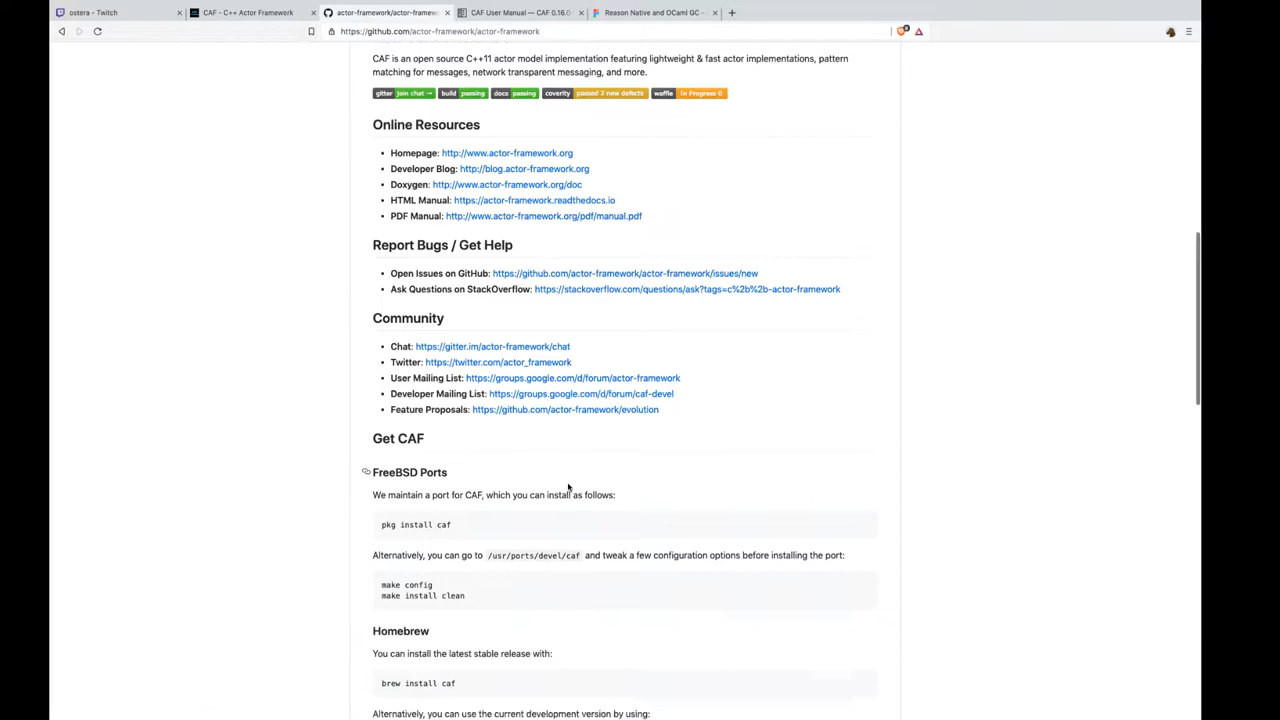 ostera - Twitch
CAF - C++ Actor Framework
actor-framework/actor-framew
CAF User Manual — CAF 0.16.0
Reason Native and OCaml GC –
https://github.com/actor-framework/actor-framework
CAF is an open source C++11 actor model implementation featuring lightweight & fast actor implementations, pattern
matching for messages, network transparent messaging, and more.
gitter join chat → build passing docs passing coverity passed 2 new defects waffle In Progress 0
Online Resources
• Homepage: http://www.actor-framework.org
• Developer Blog: http://blog.actor-framework.org
• Doxygen: http://www.actor-framework.org/doc
• HTML Manual: https://actor-framework.readthedocs.io
• PDF Manual: http://www.actor-framework.org/pdf/manual.pdf
Report Bugs / Get Help
• Open Issues on GitHub: https://github.com/actor-framework/actor-framework/issues/new
• Ask Questions on StackOverflow: https://stackoverflow.com/questions/ask?tags=c%2b%2b-actor-framework
Community
• Chat: https://gitter.im/actor-framework/chat
• Twitter: https://twitter.com/actor_framework
• User Mailing List: https://groups.google.com/d/forum/actor-framework
• Developer Mailing List: https://groups.google.com/d/forum/caf-devel
• Feature Proposals: https://github.com/actor-framework/evolution
Get CAF
FreeBSD Ports
We maintain a port for CAF, which you can install as follows:
pkg install caf
Alternatively, you can go to /usr/ports/devel/caf and tweak a few configuration options before installing the port:
make config
make install clean
Homebrew
You can install the latest stable release with:
brew install caf
Alternatively, you can use the current development version by using: